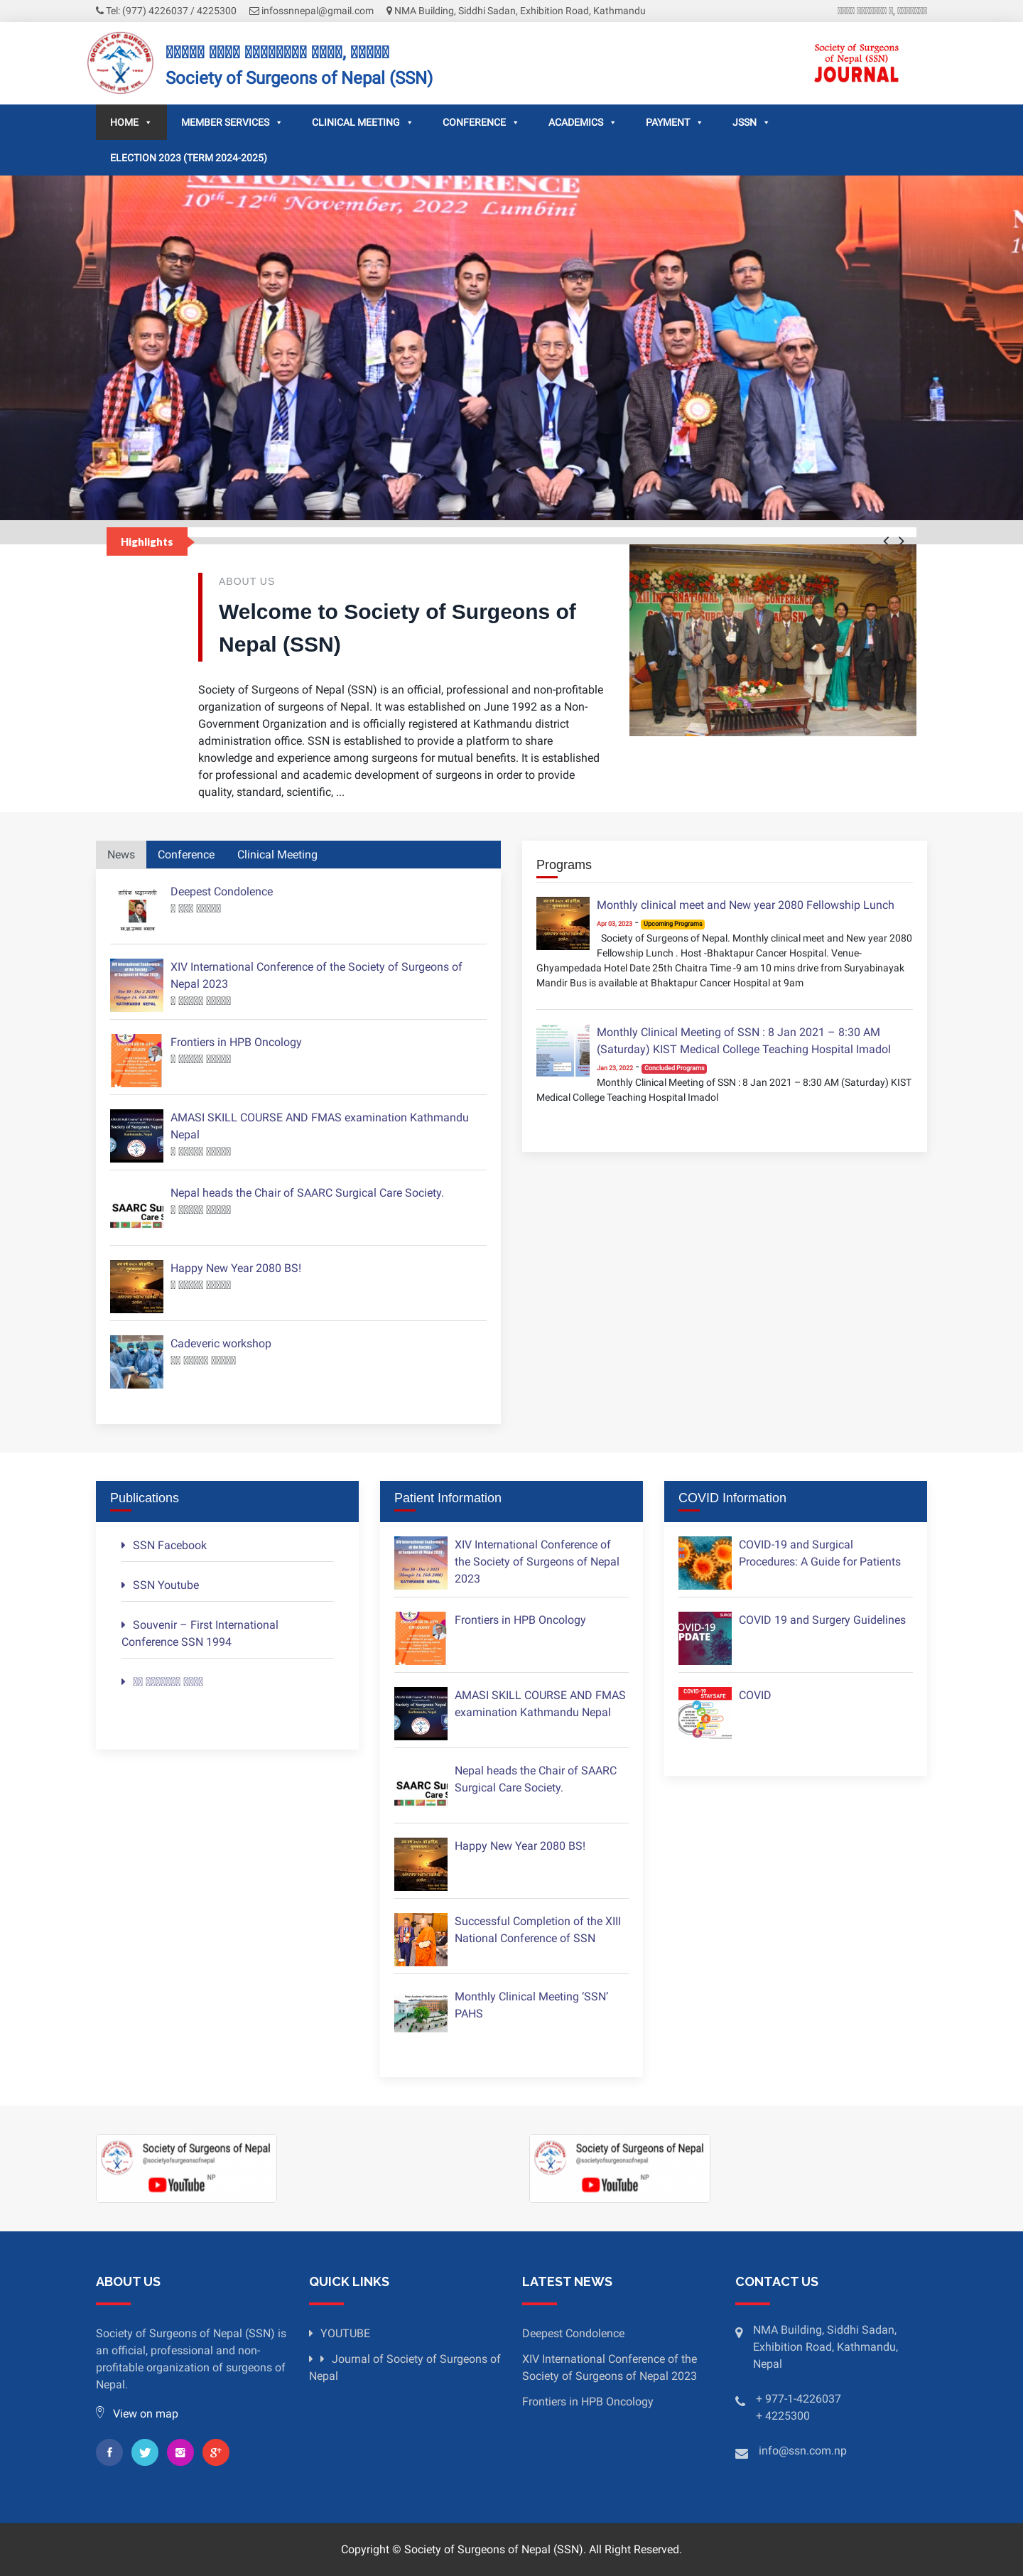 Tel: (977) 4226037 / 4225300 infossnnepal@gmail.com NMA Building, Siddhi Sadan, Exhibition Road, Kathmandu
Society of Surgeons of Nepal (SSN)
Society of Surgeons
of Nepal (SSN)
JOURNAL
HOME MEMBER SERVICES CLINICAL MEETING CONFERENCE ACADEMICS PAYMENT JSSN
ELECTION 2023 (TERM 2024-2025)
NATIONAL CONFERENCE
10th-12th November, 2022 Lumbini
Highlights
ABOUT US
Welcome to Society of Surgeons of
Nepal (SSN)
Society of Surgeons of Nepal (SSN) is an official, professional and non-profitable
organization of surgeons of Nepal. It was established on June 1992 as a Non-
Government Organization and is officially registered at Kathmandu district
administration office. SSN is established to provide a platform to share
knowledge and experience among surgeons for mutual benefits. It is established
for professional and academic development of surgeons in order to provide
quality, standard, scientific, ...
News Conference Clinical Meeting
Deepest Condolence
XIV International Conference of the Society of Surgeons of
Nepal 2023
Frontiers in HPB Oncology
AMASI SKILL COURSE AND FMAS examination Kathmandu
Nepal
Nepal heads the Chair of SAARC Surgical Care Society.
Happy New Year 2080 BS!
Cadeveric workshop
Programs
Monthly clinical meet and New year 2080 Fellowship Lunch
Apr 03, 2023 - Upcoming Programs
Society of Surgeons of Nepal. Monthly clinical meet and New year 2080
Fellowship Lunch . Host -Bhaktapur Cancer Hospital. Venue-
Ghyampedada Hotel Date 25th Chaitra Time -9 am 10 mins drive from Suryabinayak
Mandir Bus is available at Bhaktapur Cancer Hospital at 9am
Monthly Clinical Meeting of SSN : 8 Jan 2021 – 8:30 AM
(Saturday) KIST Medical College Teaching Hospital Imadol
Jan 23, 2022 - Concluded Programs
Monthly Clinical Meeting of SSN : 8 Jan 2021 – 8:30 AM (Saturday) KIST
Medical College Teaching Hospital Imadol
Publications
SSN Facebook
SSN Youtube
Souvenir – First International
Conference SSN 1994
Patient Information
XIV International Conference of
the Society of Surgeons of Nepal
2023
Frontiers in HPB Oncology
AMASI SKILL COURSE AND FMAS
examination Kathmandu Nepal
Nepal heads the Chair of SAARC
Surgical Care Society.
Happy New Year 2080 BS!
Successful Completion of the XIII
National Conference of SSN
Monthly Clinical Meeting ‘SSN’
PAHS
COVID Information
COVID-19 and Surgical
Procedures: A Guide for Patients
COVID 19 and Surgery Guidelines
COVID
Society of Surgeons of Nepal
@societyofsurgeonsofnepal
YouTube NP
Society of Surgeons of Nepal
@societyofsurgeonsofnepal
YouTube NP
ABOUT US
Society of Surgeons of Nepal (SSN) is
an official, professional and non-
profitable organization of surgeons of
Nepal.
View on map
QUICK LINKS
YOUTUBE
Journal of Society of Surgeons of
Nepal
LATEST NEWS
Deepest Condolence
XIV International Conference of the
Society of Surgeons of Nepal 2023
Frontiers in HPB Oncology
CONTACT US
NMA Building, Siddhi Sadan,
Exhibition Road, Kathmandu,
Nepal
+ 977-1-4226037
+ 4225300
info@ssn.com.np
Copyright © Society of Surgeons of Nepal (SSN). All Right Reserved.